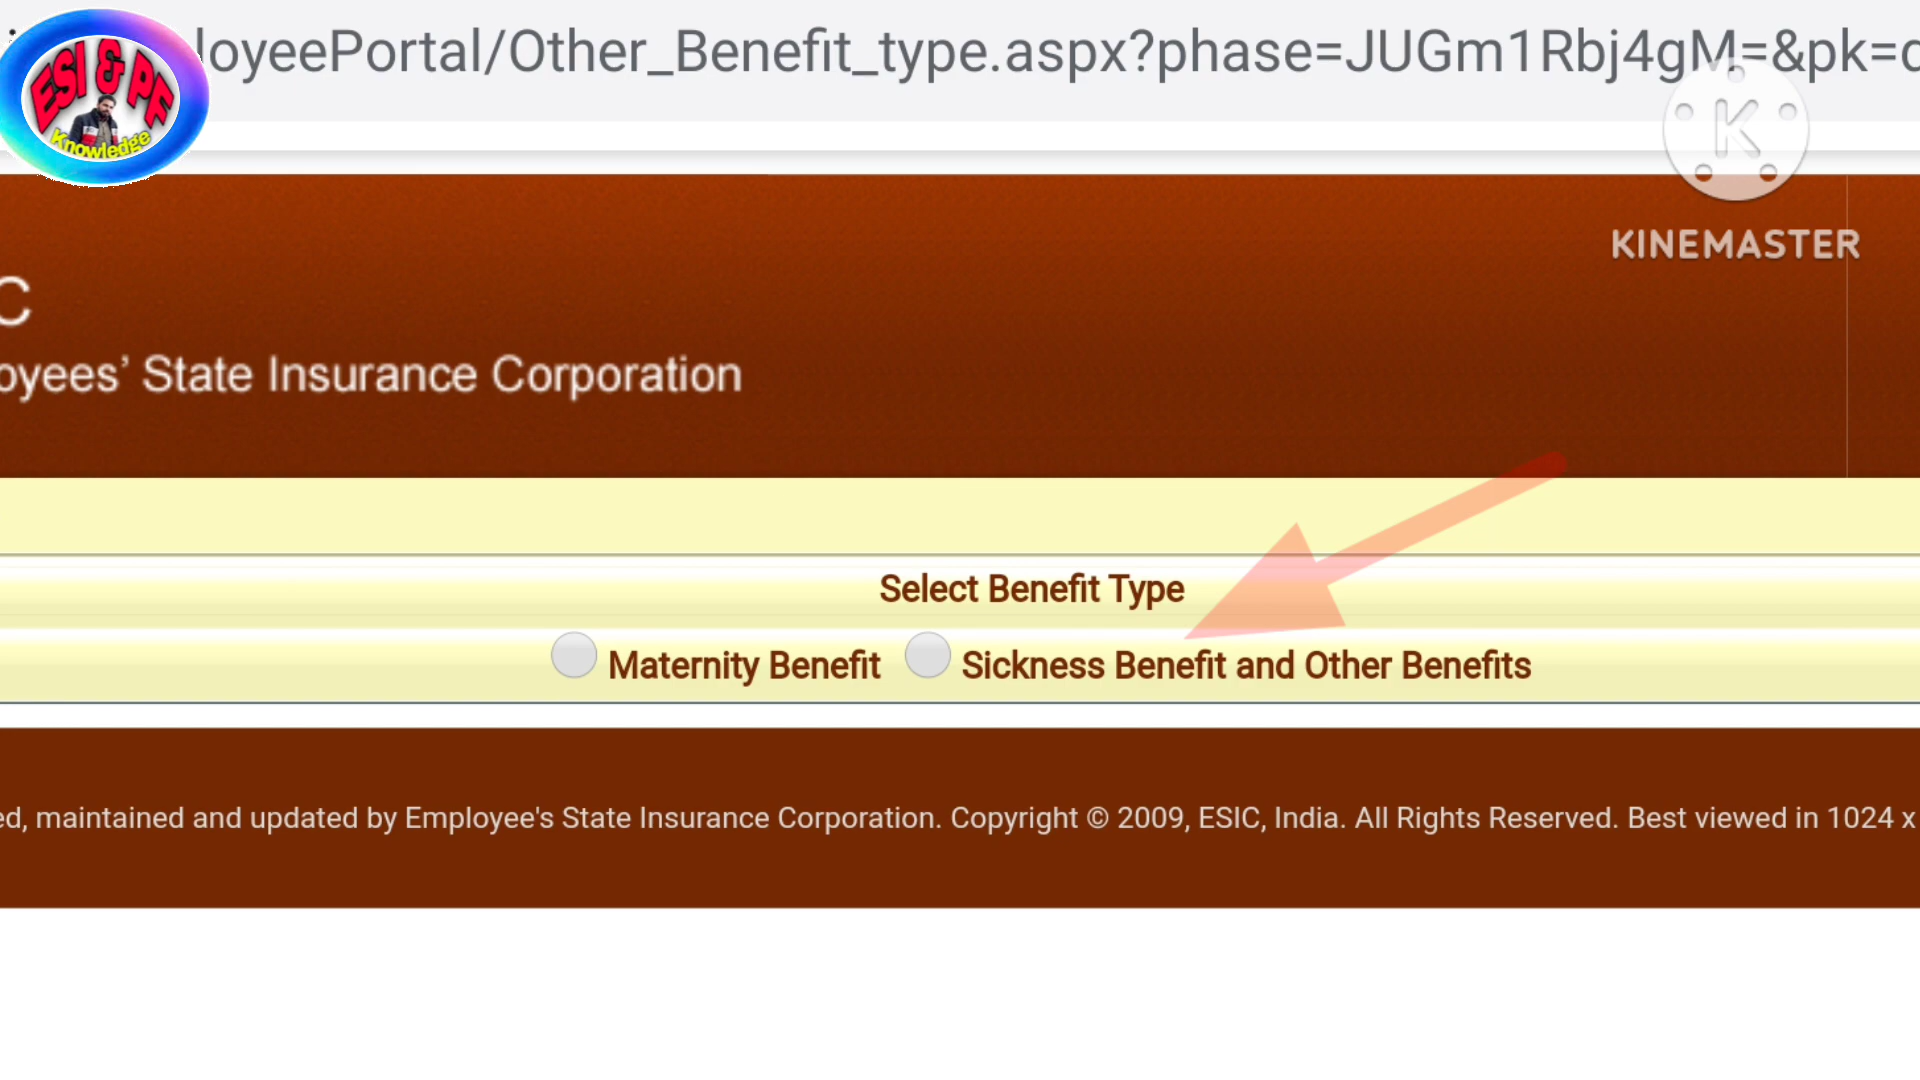 loyeePortal/Other_Benefit_type.aspx?phase=JUGm1Rbj4gM=&pk=
ESI & PF
Knowledge
K
KINEMASTER
C
oyees’ State Insurance Corporation
Select Benefit Type
Maternity Benefit Sickness Benefit and Other Benefits
ed, maintained and updated by Employee's State Insurance Corporation. Copyright © 2009, ESIC, India. All Rights Reserved. Best viewed in 1024 x